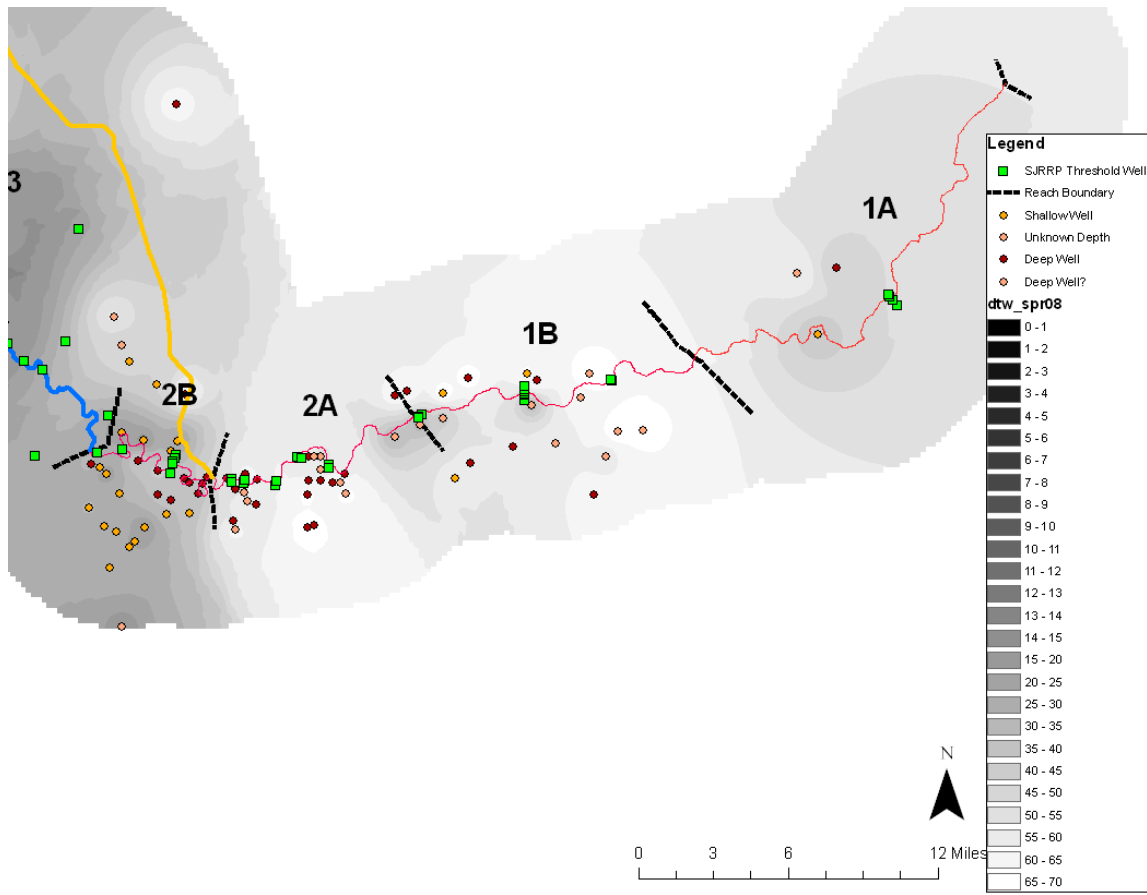 3
1A
1B
2A
2B
Legend
SJRRP Threshold Well
Reach Boundary
Shallow Well
Unknown Depth
Deep Well
Deep Well?
dtw_spr08
0 - 1
1 - 2
2 - 3
3 - 4
4 - 5
5 - 6
6 - 7
7 - 8
8 - 9
9 - 10
10 - 11
11 - 12
12 - 13
13 - 14
14 - 15
15 - 20
20 - 25
25 - 30
30 - 35
35 - 40
40 - 45
45 - 50
50 - 55
55 - 60
60 - 65
65 - 70
N
0 3 6 12 Miles